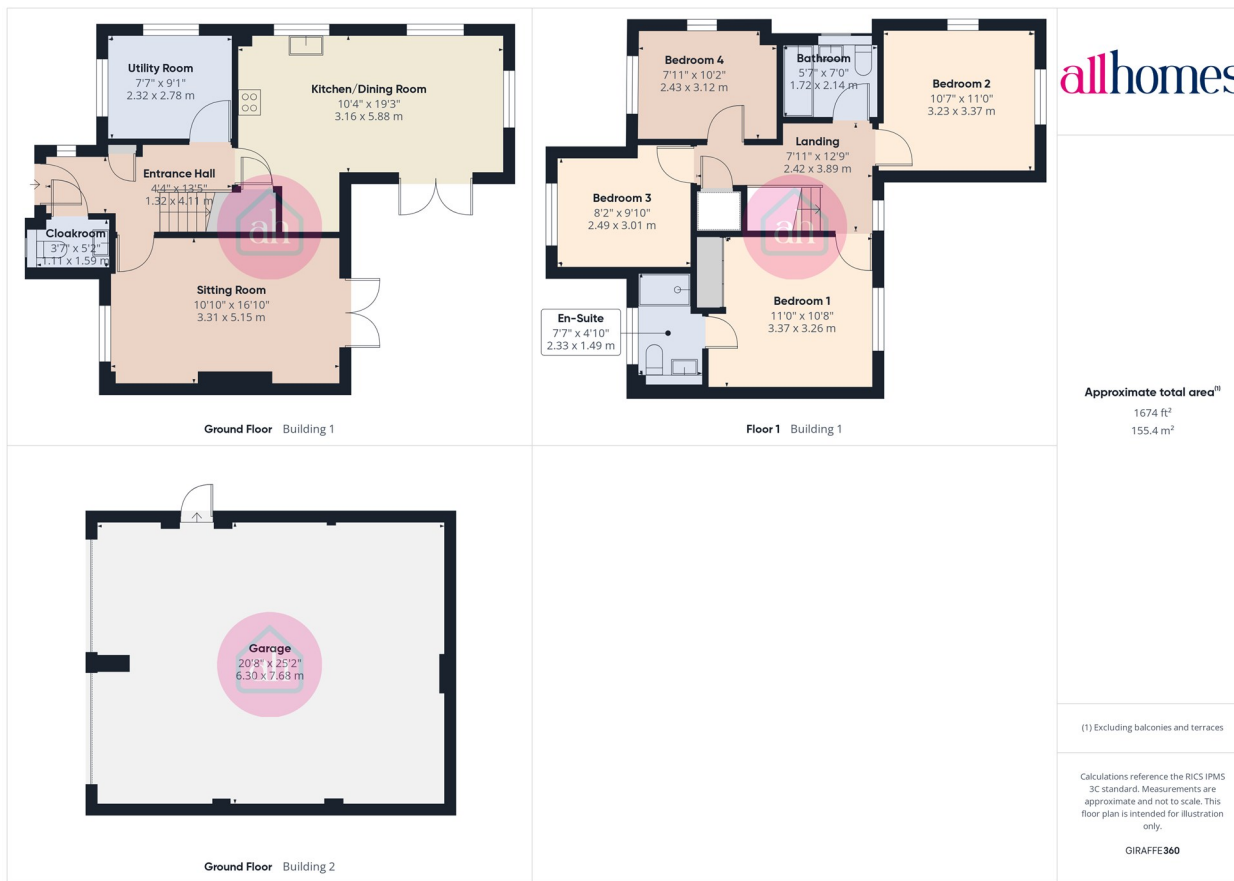 Utility Room
7'7" x 9'1"
2.32 x 2.78 m
Kitchen/Dining Room
10'4" x 19'3"
3.16 x 5.88 m
Entrance Hall
4'4" x 13'5"
1.32 x 4.11 m
Cloakroom
3'7" x 5'2"
1.11 x 1.59 m
ah
Sitting Room
10'10" x 16'10"
3.31 x 5.15 m
Ground Floor Building 1
Bedroom 4
7'11" x 10'2"
2.43 x 3.12 m
Bathroom
5'7" x 7'0"
1.72 x 2.14 m
Bedroom 2
10'7" x 11'0"
3.23 x 3.37 m
Landing
7'11" x 12'9"
2.42 x 3.89 m
Bedroom 3
8'2" x 9'10"
2.49 x 3.01 m
ah
En-Suite
7'7" x 4'10"
2.33 x 1.49 m
Bedroom 1
11'0" x 10'8"
3.37 x 3.26 m
Floor 1 Building 1
Garage
20'8" x 25'2"
6.30 x 7.68 m
ah
Ground Floor Building 2
allhomes
Approximate total area(1)
1674 ft²
155.4 m²
(1) Excluding balconies and terraces
Calculations reference the RICS IPMS
3C standard. Measurements are
approximate and not to scale. This
floor plan is intended for illustration
only.
GIRAFFE360